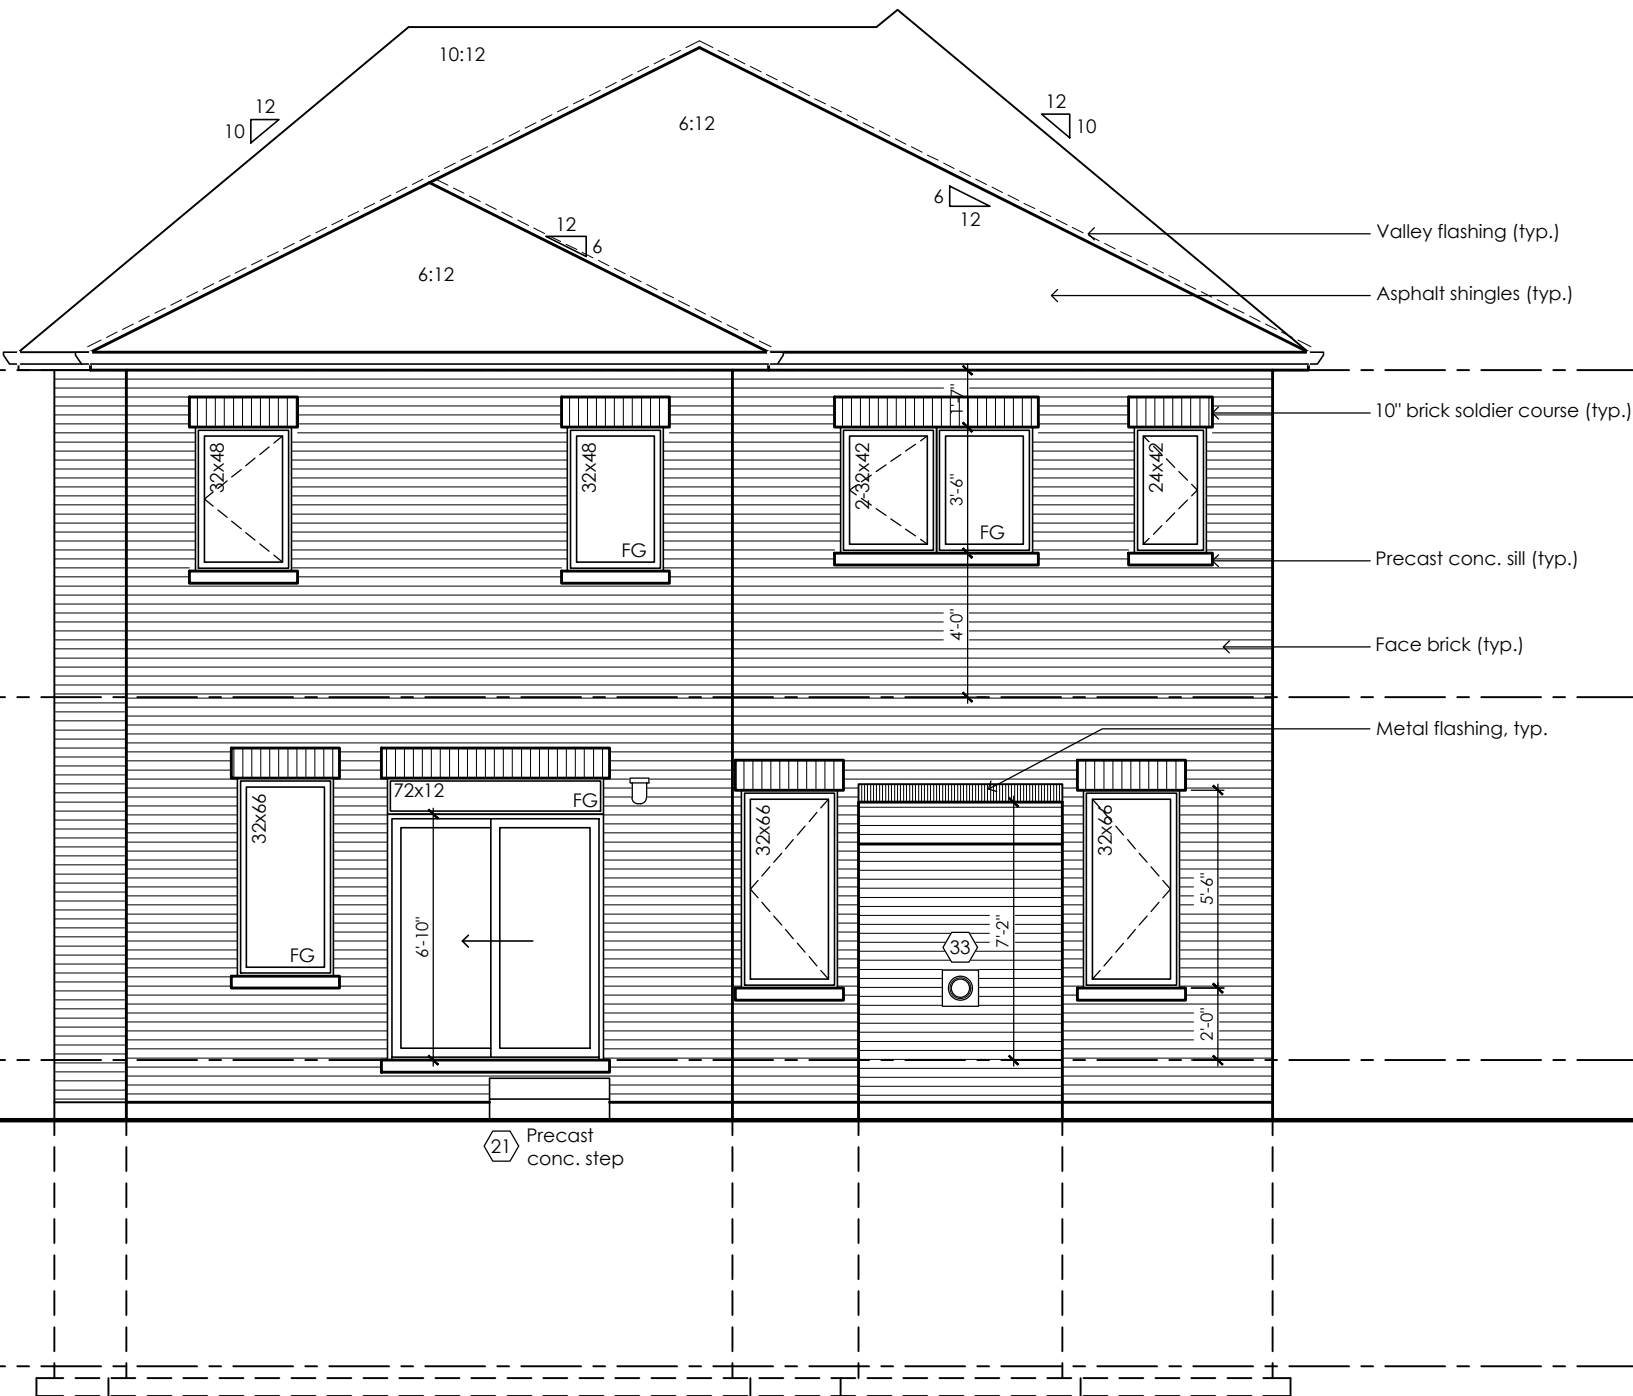 10:12
12
10
6:12
12
10
6
12
12
6
6:12
Valley flashing (typ.)
Asphalt shingles (typ.)
10" brick soldier course (typ.)
Precast conc. sill (typ.)
Face brick (typ.)
Metal flashing, typ.
32x48
32x48
FG
2-32x42
1'-7"
3'-6"
FG
24x42
4'-0"
32x66
FG
72x12
FG
6'-10"
32x66
33
7'-2"
32x66
5'-6"
2'-0"
21
Precast
conc. step